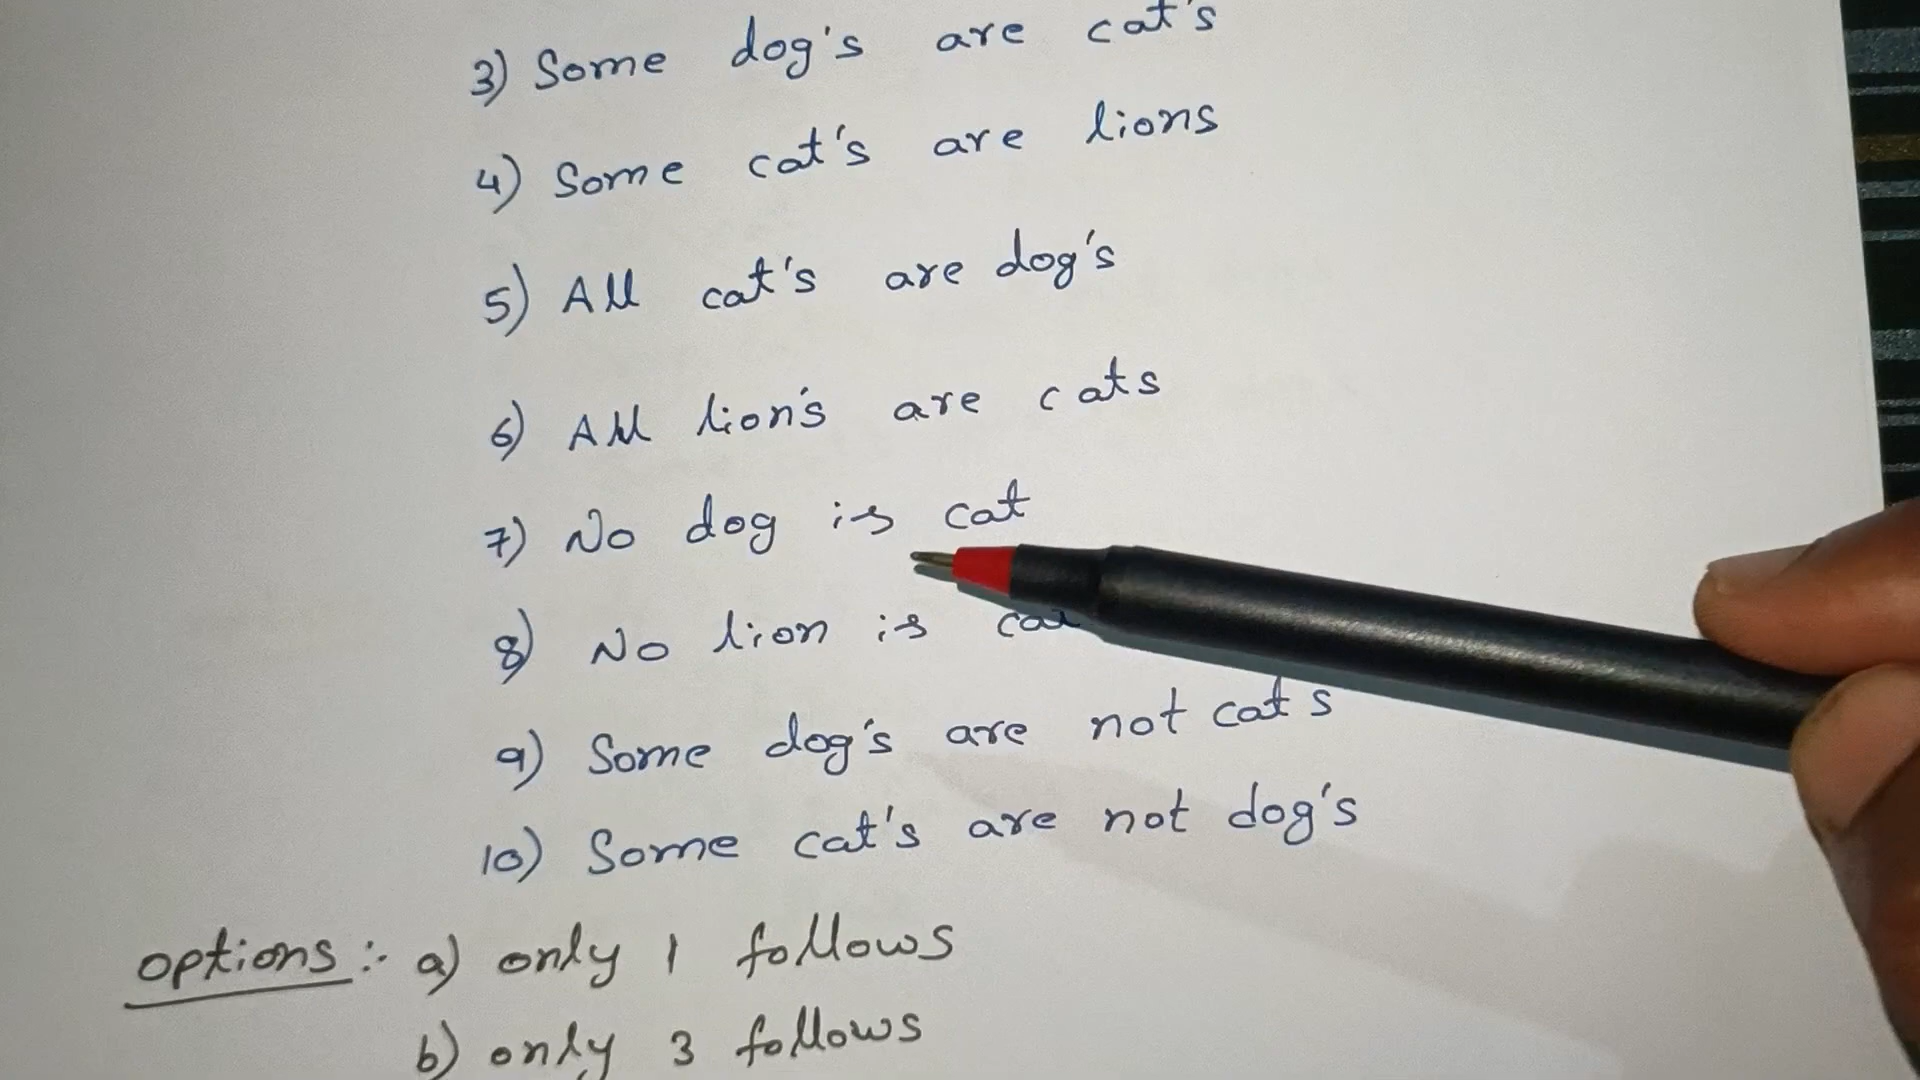 3) Some dog's are cat's
4) Some cat's are lions
5) All cat's are dog's
6) All lion's are cats
7) No dog is cat
8) No lion is
9) Some dog's are not cats
10) Some cat's are not dog's
options :- a) only 1 follows
b) only 3 follows